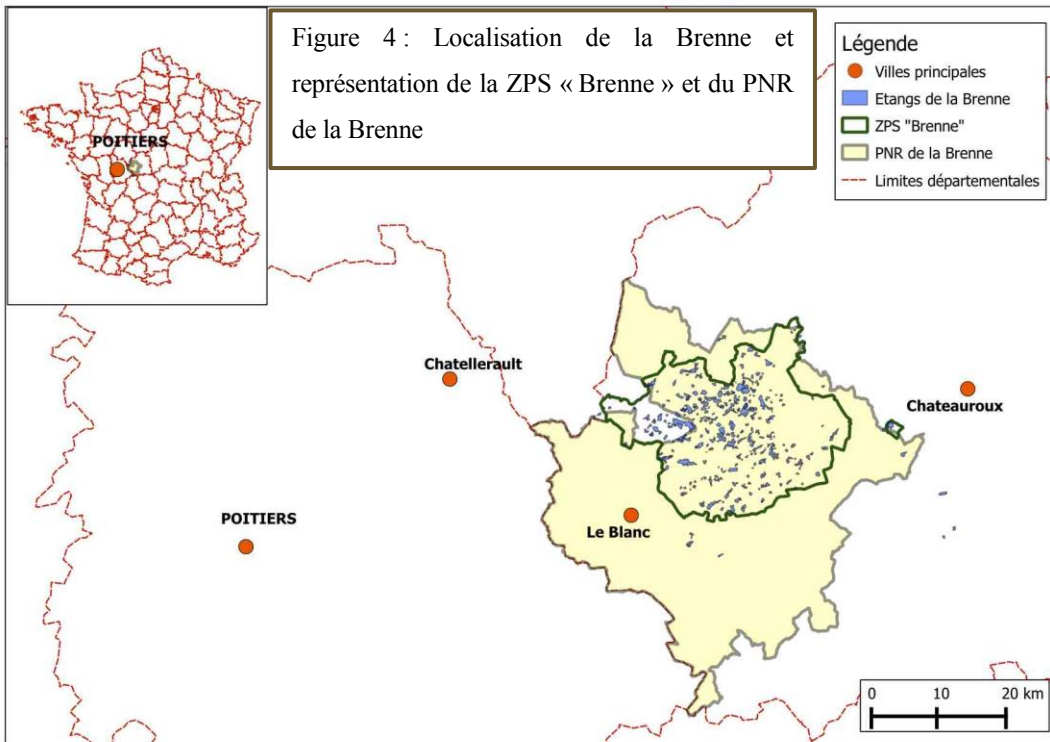 Figure 4 : Localisation de la Brenne et
représentation de la ZPS « Brenne » et du PNR
de la Brenne
Légende
Villes principales
Etangs de la Brenne
ZPS "Brenne"
PNR de la Brenne
Limites départementales
POITIERS
Chatellerault
Chateauroux
POITIERS
Le Blanc
0 10 20 km